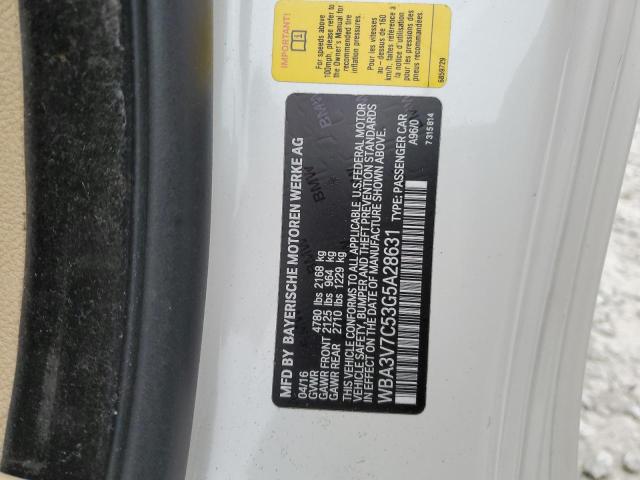 IMPORTANT!
For speeds above
100mph, please refer to
the Owner's Manual for
recommended tire
inflation pressures.
Pour les vitesses
au - dessus de 160
km/h, faites référence à
la notice d'utilisation
pour les pressions des
pneus recommandées.
6859729
MFD BY BAYERISCHE MOTOREN WERKE AG
04/16
GVWR 4780 lbs 2168 kg
GAWR FRONT 2125 lbs 964 kg
GAWR REAR 2710 lbs 1229 kg
THIS VEHICLE CONFORMS TO ALL APPLICABLE U.S. FEDERAL MOTOR
VEHICLE SAFETY, BUMPER AND THEFT PREVENTION STANDARDS
IN EFFECT ON THE DATE OF MANUFACTURE SHOWN ABOVE.
WBA3V7C53G5A28631 TYPE: PASSENGER CAR
A96/0
7315814